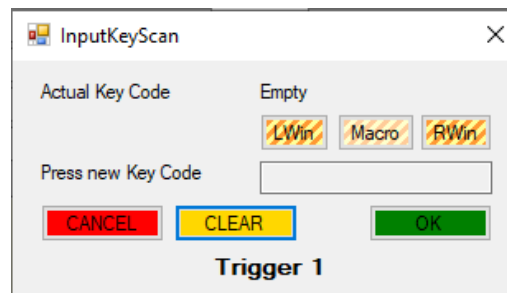 InputKeyScan
Actual Key Code Empty
LWin Macro RWin
Press new Key Code
CANCEL CLEAR OK
Trigger 1